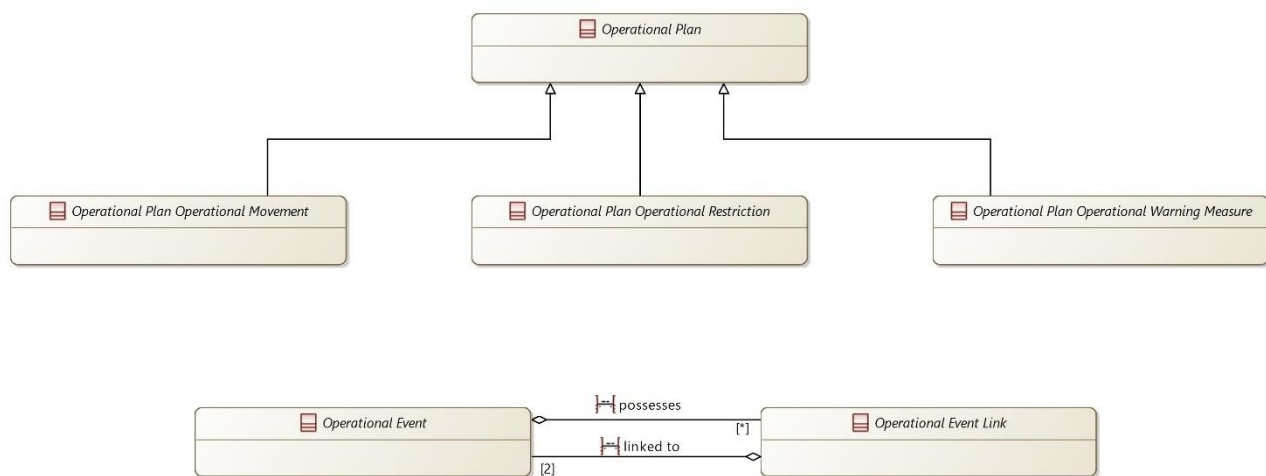 Operational Plan
Operational Plan Operational Movement
Operational Plan Operational Restriction
Operational Plan Operational Warning Measure
possesses
Operational Event
Operational Event Link
[*]
linked to
[2]